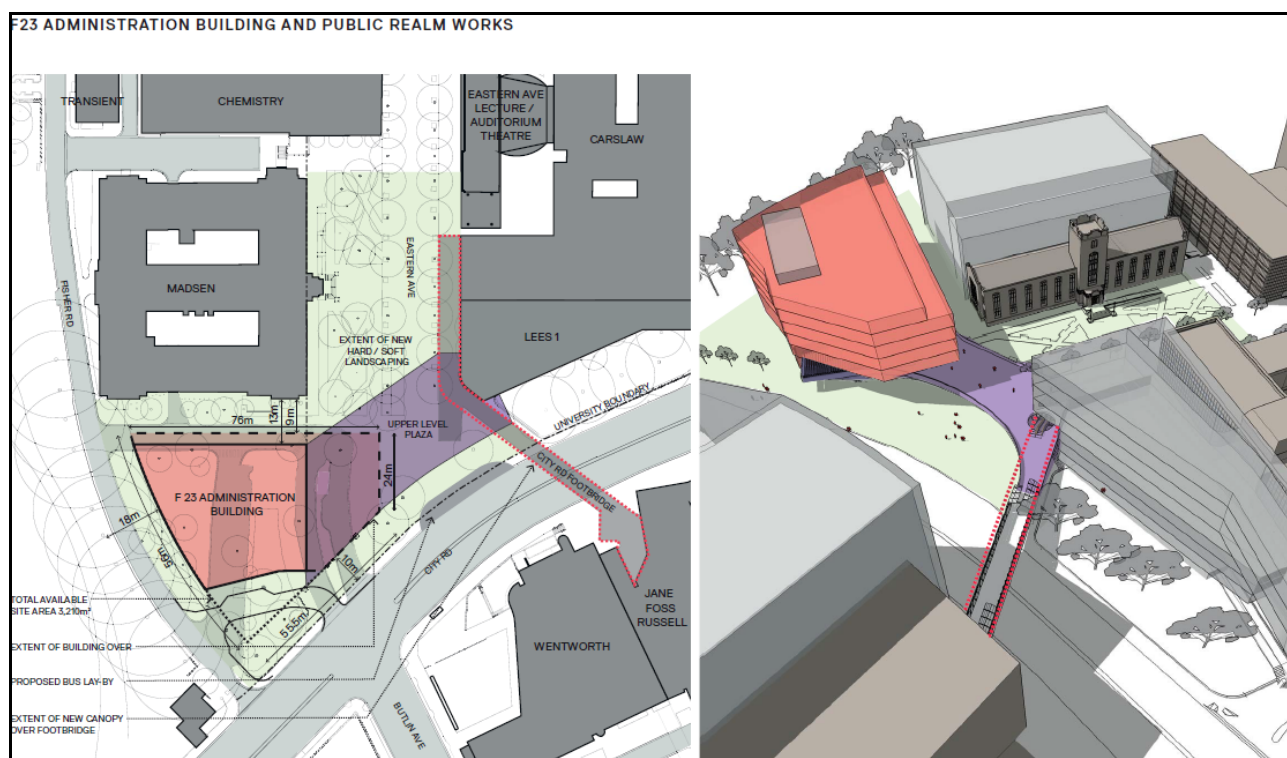 F23 ADMINISTRATION BUILDING AND PUBLIC REALM WORKS
TRANSIENT
CHEMISTRY
EASTERN AVE
LECTURE /
AUDITORIUM
THEATRE
CARSLAW
EASTERN AVE
FISHER RD
MADSEN
EXTENT OF NEW
HARD / SOFT
LANDSCAPING
LEES 1
UNIVERSITY BOUNDARY
76m
13m
9m
UPPER LEVEL
PLAZA
24m
CITY RD FOOTBRIDGE
F 23 ADMINISTRATION
BUILDING
18m
56m
10m
CITY RD
55.5m
TOTAL AVAILABLE
SITE AREA 3,210m²
JANE
FOSS
RUSSELL
EXTENT OF BUILDING OVER
WENTWORTH
PROPOSED BUS LAY-BY
EXTENT OF NEW CANOPY
OVER FOOTBRIDGE
BUTLIN AVE